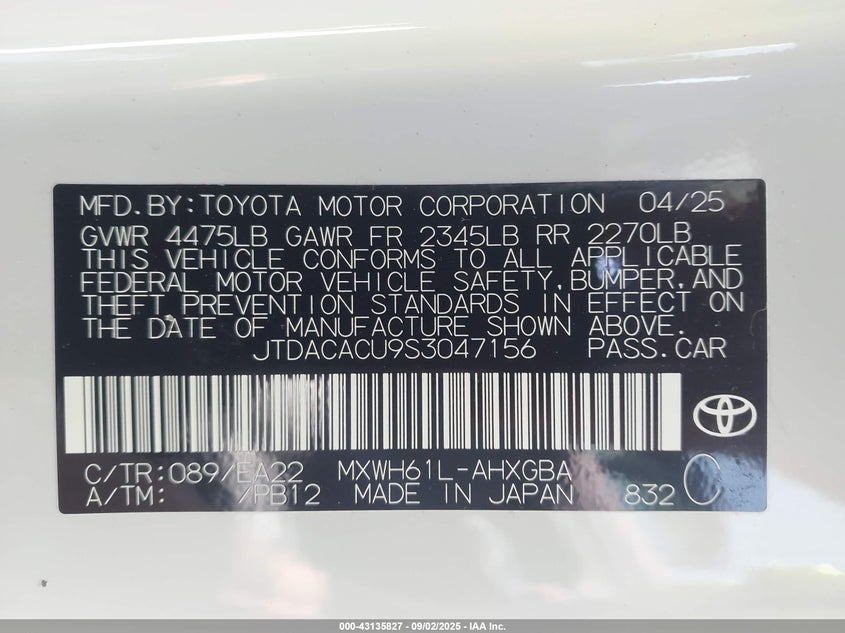 MFD.BY:TOYOTA MOTOR CORPORATION 04/25
GVWR 4475LB GAWR FR 2345LB RR 2270LB
THIS VEHICLE CONFORMS TO ALL APPLICABLE
FEDERAL MOTOR VEHICLE SAFETY,BUMPER,AND
THEFT PREVENTION STANDARDS IN EFFECT ON
THE DATE OF MANUFACTURE SHOWN ABOVE.
JTDACACU9S3047156 PASS.CAR
C/TR:089/EA22 MXWH61L-AHXGBA
A/TM: /PB12 MADE IN JAPAN 832 C
000-43135827 - 09/02/2025 - IAA Inc.